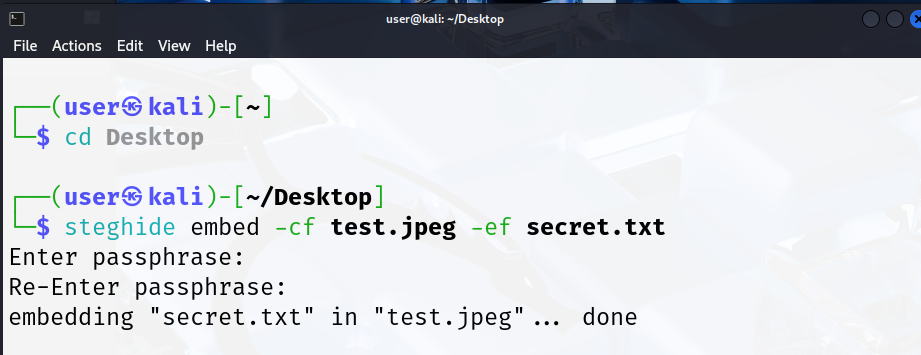 user@kali: ~/Desktop
File Actions Edit View Help
┌──(user㉿kali)-[~]
└─$ cd Desktop
┌──(user㉿kali)-[~/Desktop]
└─$ steghide embed -cf test.jpeg -ef secret.txt
Enter passphrase:
Re-Enter passphrase:
embedding "secret.txt" in "test.jpeg"... done